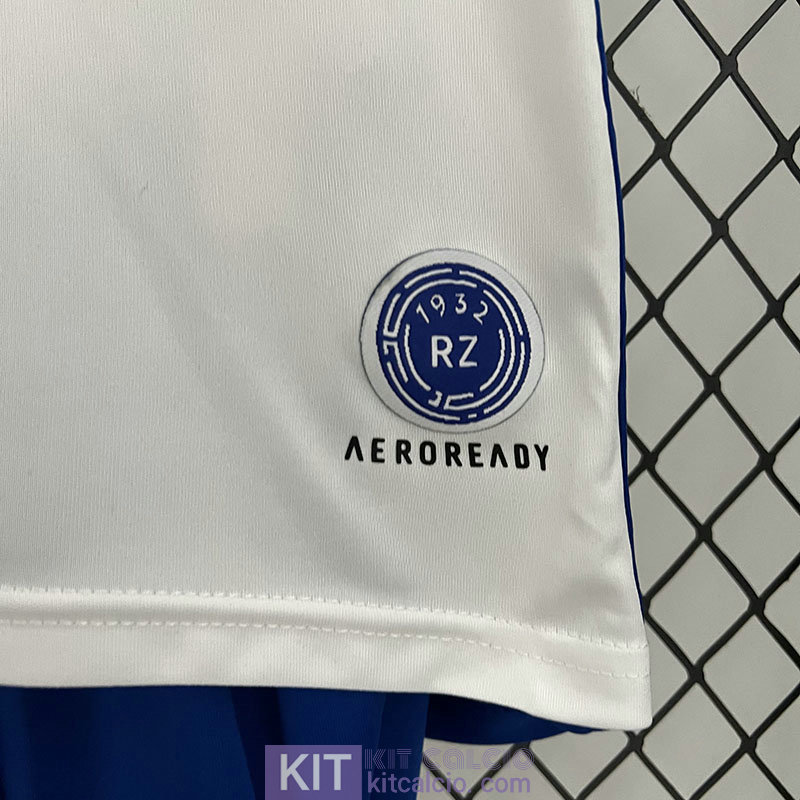 1932
RZ
AEROREADY
KIT KIT CALCIO
kitcalcio.com